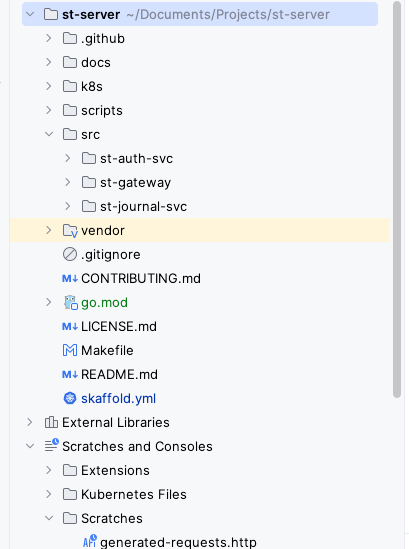 st-server ~/Documents/Projects/st-server
.github
docs
k8s
scripts
src
st-auth-svc
st-gateway
st-journal-svc
vendor
.gitignore
M↓ CONTRIBUTING.md
go.mod
M↓ LICENSE.md
Makefile
M↓ README.md
skaffold.yml
External Libraries
Scratches and Consoles
Extensions
Kubernetes Files
Scratches
API generated-requests.http